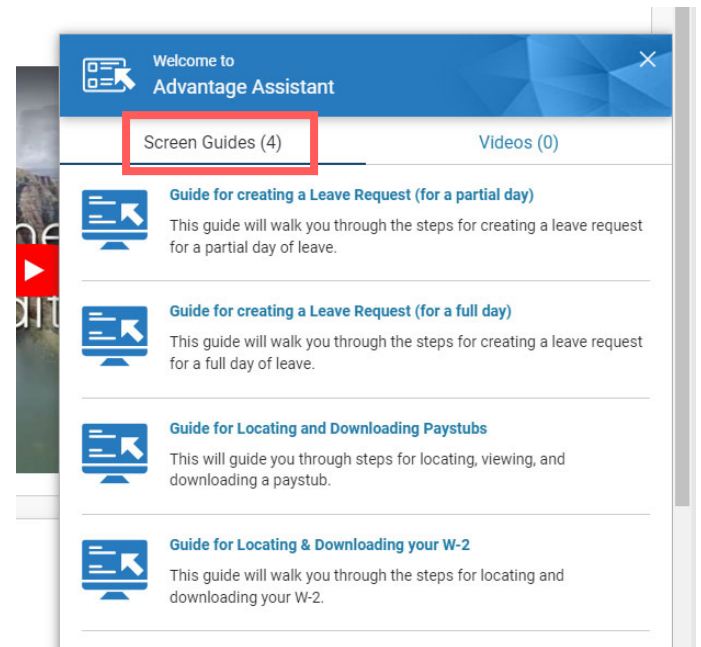 Welcome to
Advantage Assistant
Screen Guides (4)
Videos (0)
Guide for creating a Leave Request (for a partial day)
This guide will walk you through the steps for creating a leave request
for a partial day of leave.
Guide for creating a Leave Request (for a full day)
This guide will walk you through the steps for creating a leave request
for a full day of leave.
Guide for Locating and Downloading Paystubs
This will guide you through steps for locating, viewing, and
downloading a paystub.
Guide for Locating & Downloading your W-2
This guide will walk you through the steps for locating and
downloading your W-2.